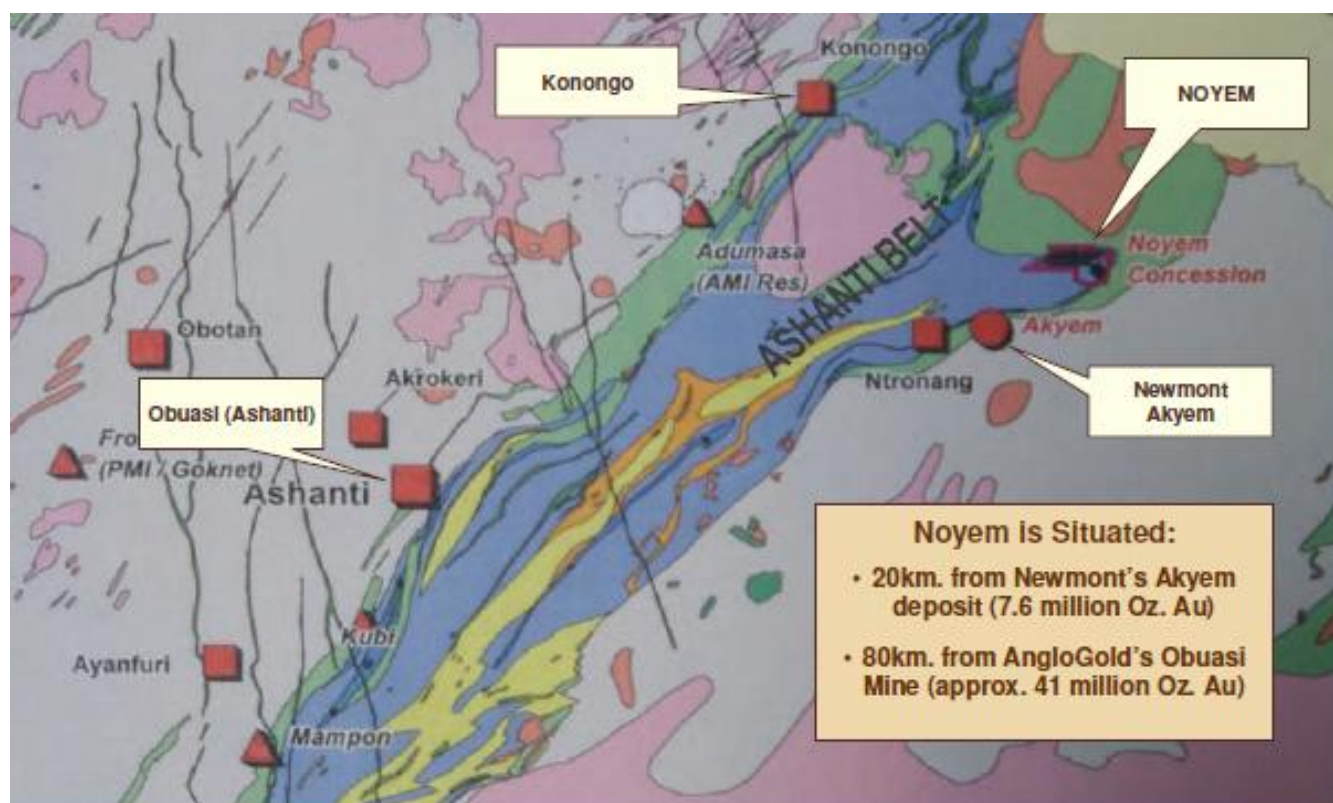 Konongo
Konongo
NOYEM
Adumasa
(AMI Res)
ASHANTI BELT
Noyem
Concession
Obotan
Akrokeri
Akyem
Ntronang
Newmont
Akyem
Obuasi (Ashanti)
(PMI / Goknet)
Ashanti
Noyem is Situated:
• 20km. from Newmont's Akyem
deposit (7.6 million Oz. Au)
• 80km. from AngloGold's Obuasi
Mine (approx. 41 million Oz. Au)
Kubi
Ayanfuri
Mampon